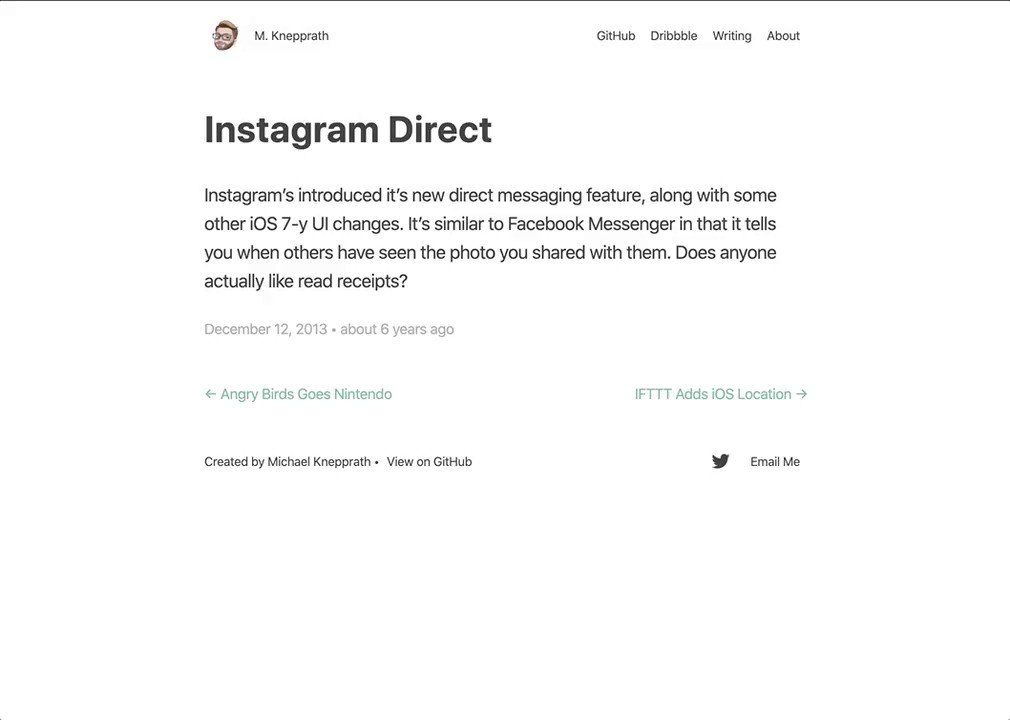 M. Knepprath
GitHub Dribbble Writing About
Instagram Direct
Instagram’s introduced it’s new direct messaging feature, along with some
other iOS 7-y UI changes. It’s similar to Facebook Messenger in that it tells
you when others have seen the photo you shared with them. Does anyone
actually like read receipts?
December 12, 2013 • about 6 years ago
← Angry Birds Goes Nintendo
IFTTT Adds iOS Location →
Created by Michael Knepprath • View on GitHub
Email Me